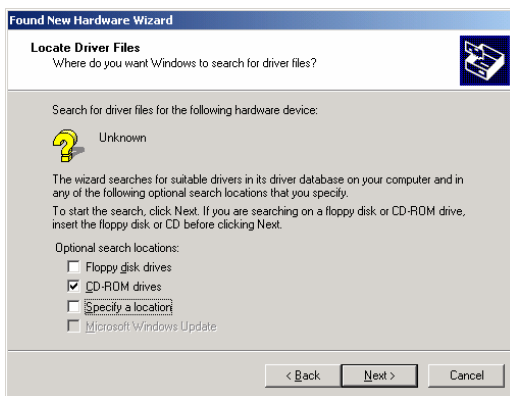 Found New Hardware Wizard
Locate Driver Files
Where do you want Windows to search for driver files?
Search for driver files for the following hardware device:
Unknown
The wizard searches for suitable drivers in its driver database on your computer and in
any of the following optional search locations that you specify.
To start the search, click Next. If you are searching on a floppy disk or CD-ROM drive,
insert the floppy disk or CD before clicking Next.
Optional search locations:
Floppy disk drives
CD-ROM drives
Specify a location
Microsoft Windows Update
< Back Next > Cancel